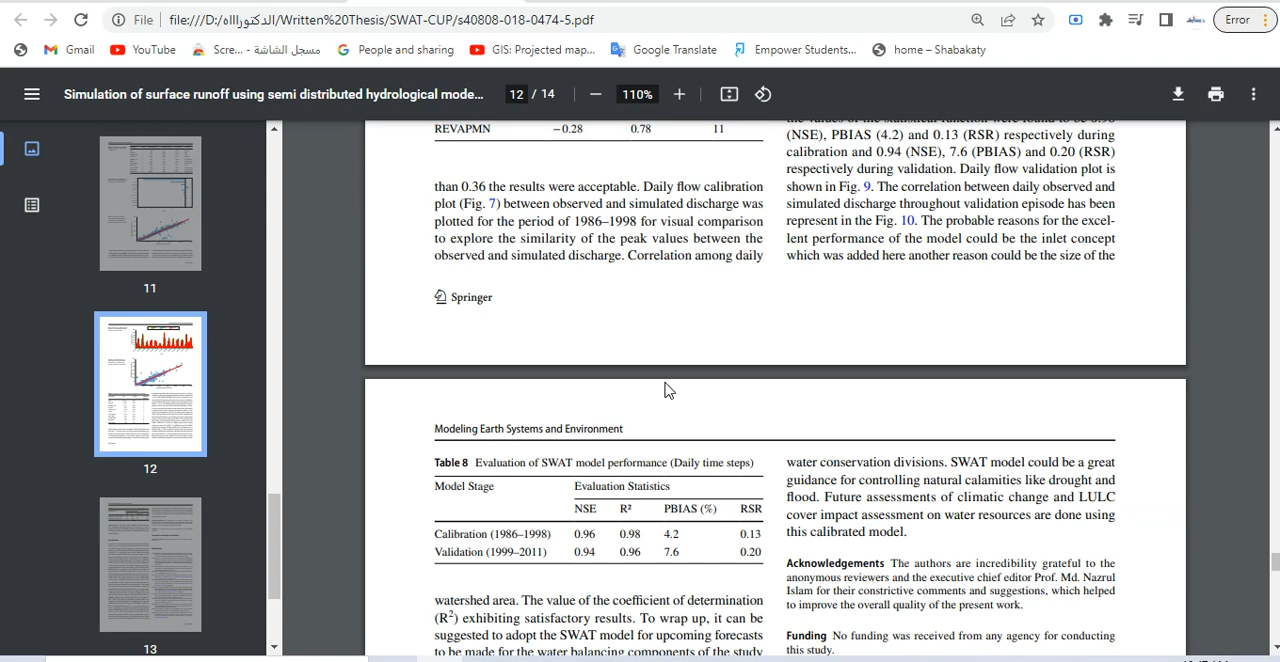 File file:///D:/الدكتوراااه/Written%20Thesis/SWAT-CUP/s40808-018-0474-5.pdf
Error
Gmail YouTube Scre... - مسجل الشاشة People and sharing GIS: Projected map... Google Translate Empower Students... home – Shabakaty
Simulation of surface runoff using semi distributed hydrological mode... 12 / 14 110%
11
12
13
REVAPMN −0.28 0.78 11
than 0.36 the results were acceptable. Daily flow calibration
plot (Fig. 7) between observed and simulated discharge was
plotted for the period of 1986–1998 for visual comparison
to explore the similarity of the peak values between the
observed and simulated discharge. Correlation among daily
(NSE), PBIAS (4.2) and 0.13 (RSR) respectively during
calibration and 0.94 (NSE), 7.6 (PBIAS) and 0.20 (RSR)
respectively during validation. Daily flow validation plot is
shown in Fig. 9. The correlation between daily observed and
simulated discharge throughout validation episode has been
represent in the Fig. 10. The probable reasons for the excel-
lent performance of the model could be the inlet concept
which was added here another reason could be the size of the
Springer
Modeling Earth Systems and Environment
Table 8 Evaluation of SWAT model performance (Daily time steps)
Model Stage Evaluation Statistics
NSE R² PBIAS (%) RSR
Calibration (1986–1998) 0.96 0.98 4.2 0.13
Validation (1999–2011) 0.94 0.96 7.6 0.20
watershed area. The value of the coefficient of determination
(R²) exhibiting satisfactory results. To wrap up, it can be
suggested to adopt the SWAT model for upcoming forecasts
to be made for the water balancing components of the study
water conservation divisions. SWAT model could be a great
guidance for controlling natural calamities like drought and
flood. Future assessments of climatic change and LULC
cover impact assessment on water resources are done using
this calibrated model.
Acknowledgements The authors are incredibility grateful to the
anonymous reviewers and the executive chief editor Prof. Md. Nazrul
Islam for their constrictive comments and suggestions, which helped
to improve the overall quality of the present work.
Funding No funding was received from any agency for conducting
this study.